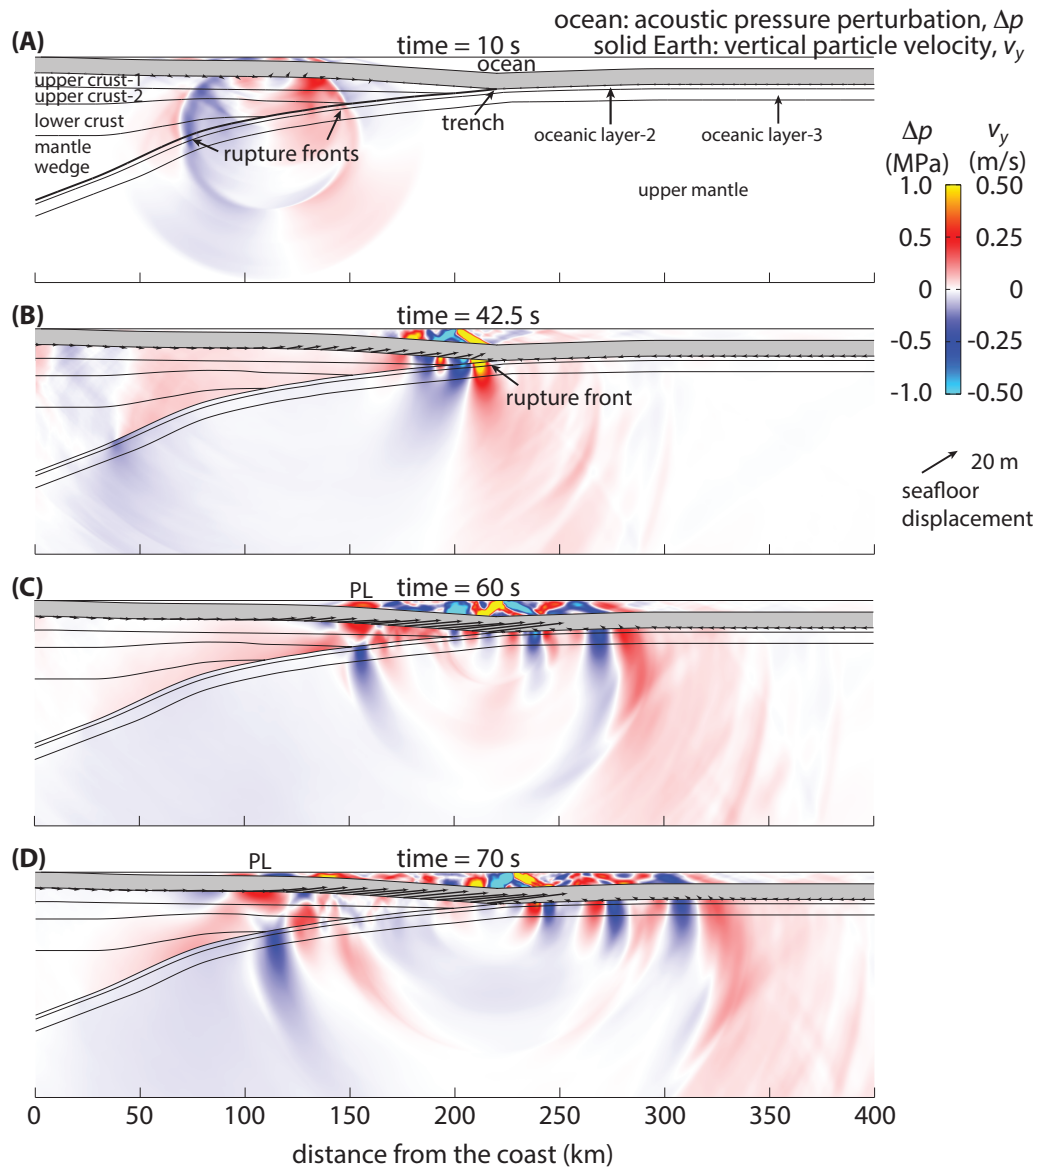 ocean: acoustic pressure perturbation, Δp
(A)
time = 10 s
solid Earth: vertical particle velocity, v_y
ocean
upper crust-1
upper crust-2
lower crust
mantle
wedge
rupture fronts
trench
oceanic layer-2
oceanic layer-3
upper mantle
Δp
(MPa)
v_y
(m/s)
1.0
0.50
0.5
0.25
0
0
-0.5
-0.25
-1.0
-0.50
20 m
seafloor
displacement
(B)
time = 42.5 s
rupture front
(C)
PL
time = 60 s
(D)
PL
time = 70 s
0
50
100
150
200
250
300
350
400
distance from the coast (km)